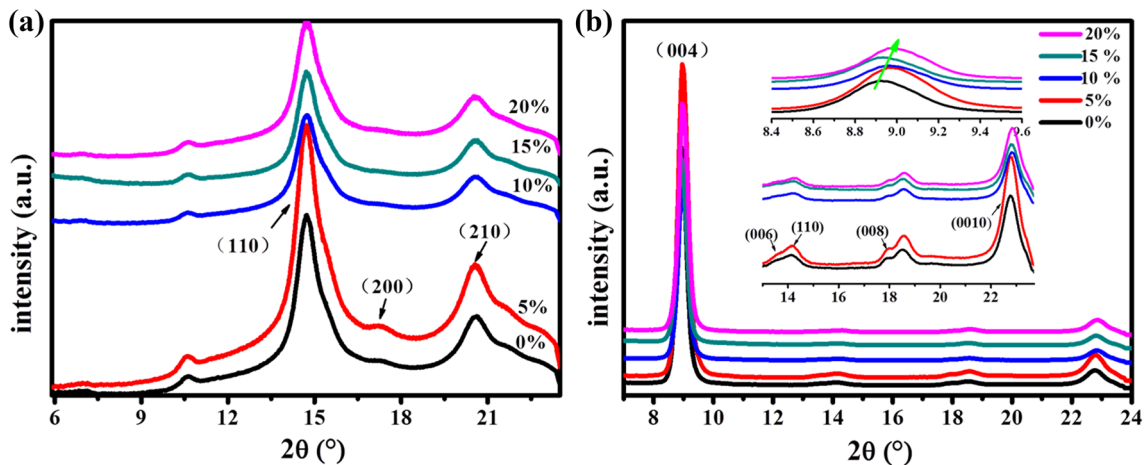 (a)
intensity (a.u.)
20%
15%
10%
(110)
(210)
(200)
5%
0%
6 9 12 15 18 21
2θ (°)
(b)
intensity (a.u.)
(004)
20%
15 %
10 %
5%
0%
8.4 8.6 8.8 9.0 9.2 9.4 9.6
(006)
(110)
(008)
(0010)
14 16 18 20 22
8 10 12 14 16 18 20 22 24
2θ (°)